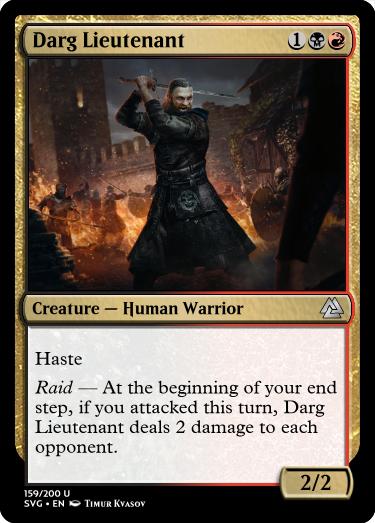 Darg Lieutenant 1
Creature — Human Warrior
Haste
Raid — At the beginning of your end
step, if you attacked this turn, Darg
Lieutenant deals 2 damage to each
opponent.
2/2
159/200 U
SVG • EN Timur Kvasov